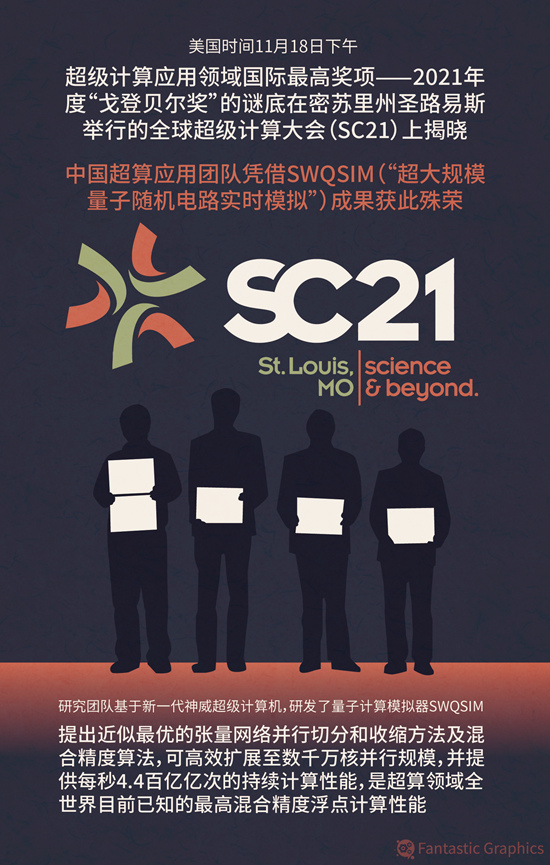 美国时间11月18日下午
超级计算应用领域国际最高奖项——2021年
度“戈登贝尔奖”的谜底在密苏里州圣路易斯
举行的全球超级计算大会（SC21）上揭晓
中国超算应用团队凭借SWQSIM（“超大规模
量子随机电路实时模拟”）成果获此殊荣
SC21
St. Louis, science
MO & beyond.
研究团队基于新一代神威超级计算机，研发了量子计算模拟器SWQSIM
提出近似最优的张量网络并行切分和收缩方法及混
合精度算法，可高效扩展至数千万核并行规模，并提
供每秒4.4百亿亿次的持续计算性能，是超算领域全
世界目前已知的最高混合精度浮点计算性能
Fantastic Graphics